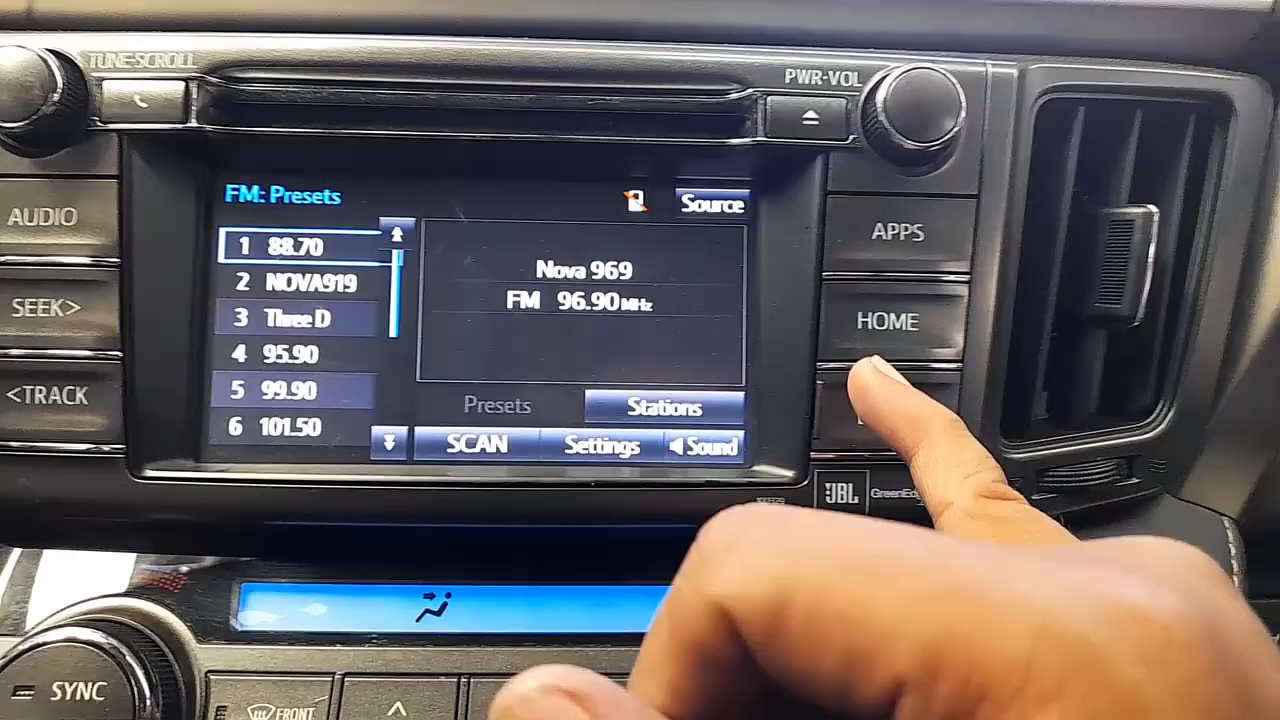 TUNE·SCROLL
PWR·VOL
AUDIO
SEEK>
<TRACK
FM: Presets
Source
1 88.70
2 NOVA919
3 Three D
4 95.90
5 99.90
6 101.50
Nova 969
FM 96.90MHz
Presets
Stations
SCAN
Settings
Sound
APPS
HOME
JBL
SYNC
FRONT